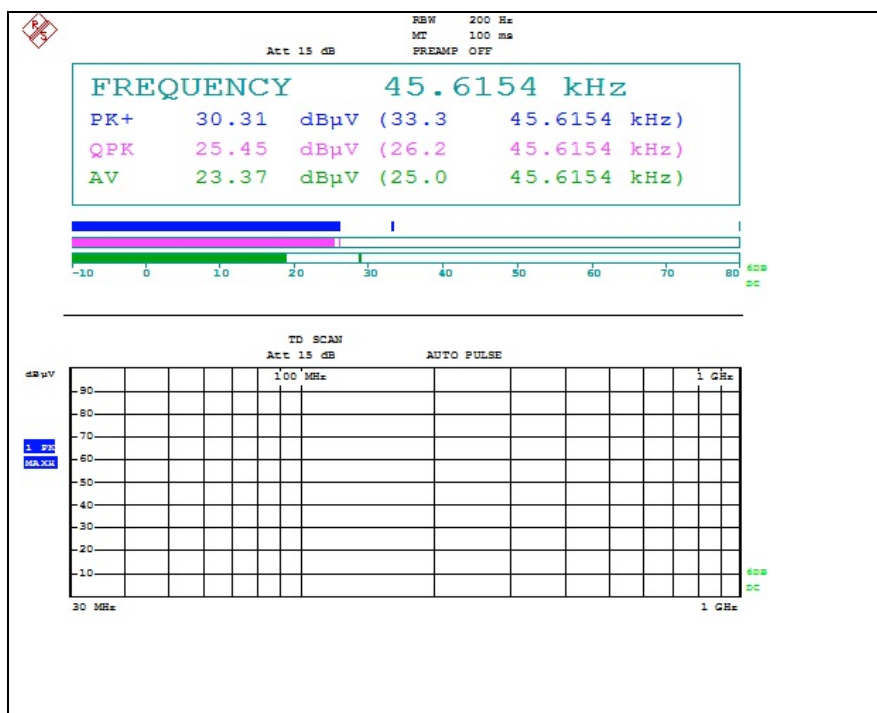 R S
RBW 200 Hz
MT 100 ms
Att 15 dB PREAMP OFF
FREQUENCY 45.6154 kHz
PK+ 30.31 dBµV (33.3 45.6154 kHz)
QPK 25.45 dBµV (26.2 45.6154 kHz)
AV 23.37 dBµV (25.0 45.6154 kHz)
-10 0 10 20 30 40 50 60 70 80
6DB
DC
TD SCAN
Att 15 dB AUTO PULSE
dBµV
100 MHz 1 GHz
90
80
70
1 PK
MAXH
60
50
40
30
20
10
6DB
DC
30 MHz 1 GHz